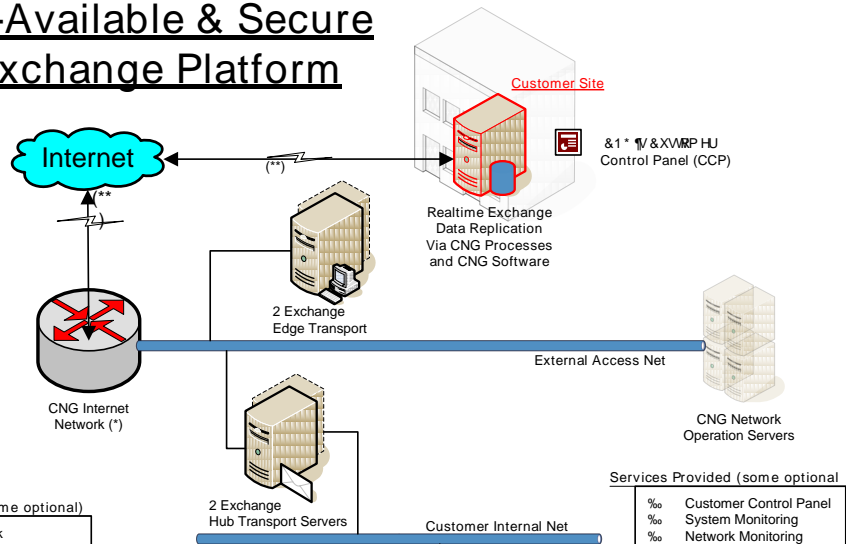 -Available & Secure
xchange Platform
Customer Site
Internet
(**)
&1* ¶V &XVWRPHU
Control Panel (CCP)
(**
)
Realtime Exchange
Data Replication
Via CNG Processes
and CNG Software
2 Exchange
Edge Transport
External Access Net
CNG Internet
Network (*)
CNG Network
Operation Servers
Services Provided (some optional
me optional)
k
2 Exchange
Hub Transport Servers
Customer Internal Net
‰ Customer Control Panel
‰ System Monitoring
‰ Network Monitoring